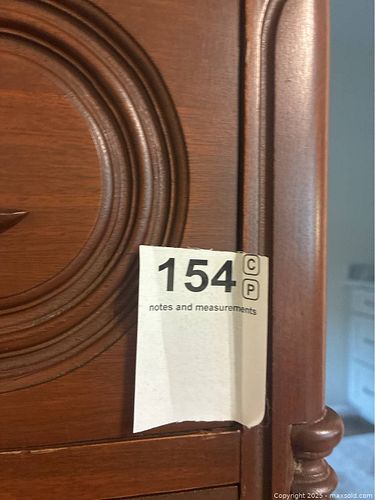 154 C
P
notes and measurements
Copyright 2025 - maxsold.com